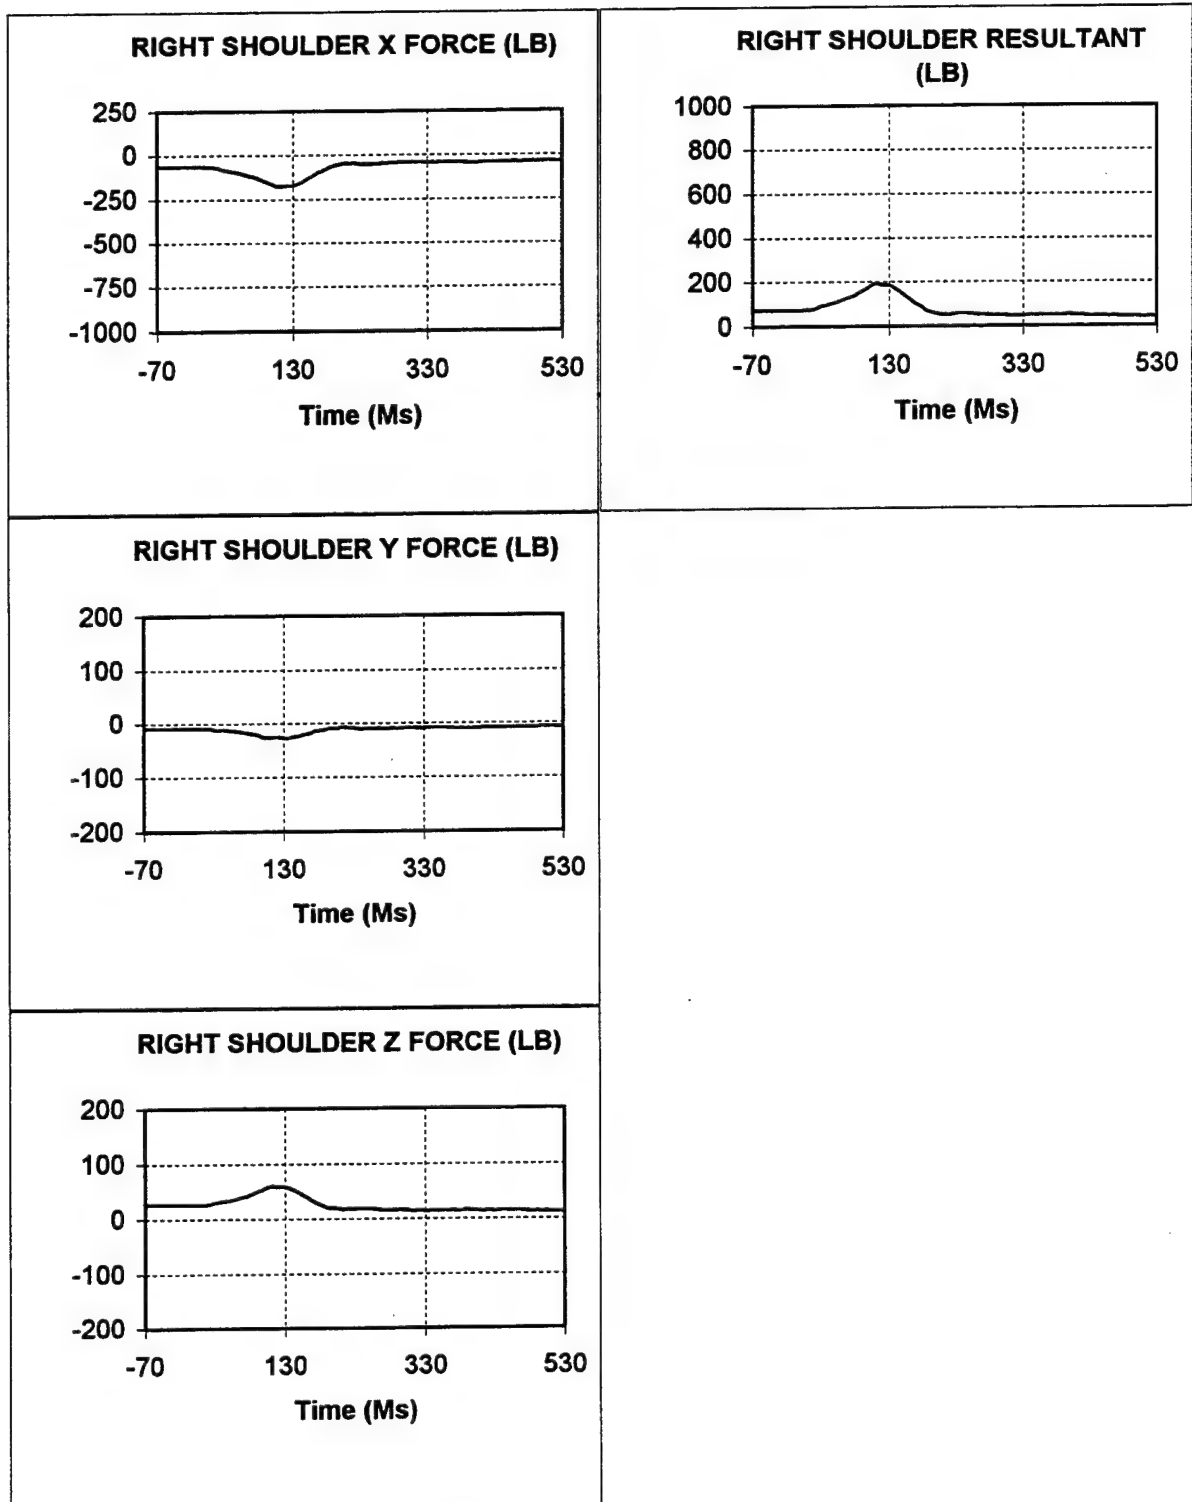 RIGHT SHOULDER X FORCE (LB)
250
0
-250
-500
-750
-1000
-70 130 330 530
Time (Ms)
RIGHT SHOULDER RESULTANT
(LB)
1000
800
600
400
200
0
-70 130 330 530
Time (Ms)
RIGHT SHOULDER Y FORCE (LB)
200
100
0
-100
-200
-70 130 330 530
Time (Ms)
RIGHT SHOULDER Z FORCE (LB)
200
100
0
-100
-200
-70 130 330 530
Time (Ms)